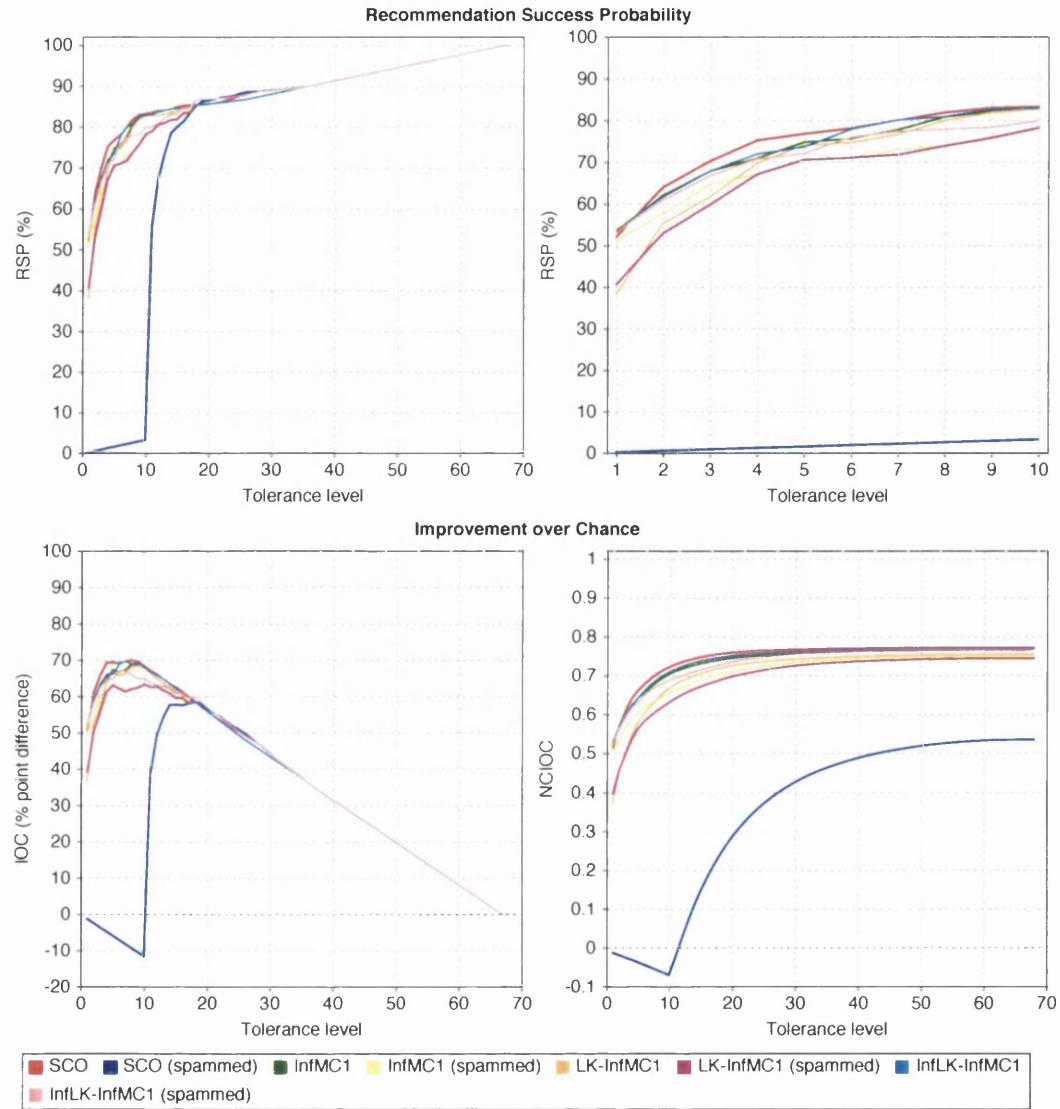 Recommendation Success Probability
100
90
80
70
60
50
40
30
20
10
0
RSP (%)
0 10 20 30 40 50 60 70
Tolerance level
100
90
80
70
60
50
40
30
20
10
0
RSP (%)
1 2 3 4 5 6 7 8 9 10
Tolerance level
Improvement over Chance
100
90
80
70
60
50
40
30
20
10
0
-10
-20
IOC (% point difference)
0 10 20 30 40 50 60 70
Tolerance level
1
0.9
0.8
0.7
0.6
0.5
0.4
0.3
0.2
0.1
0
-0.1
NCIOC
0 10 20 30 40 50 60 70
Tolerance level
SCO SCO (spammed) InfMC1 InfMC1 (spammed) LK-InfMC1 LK-InfMC1 (spammed) InfLK-InfMC1
InfLK-InfMC1 (spammed)